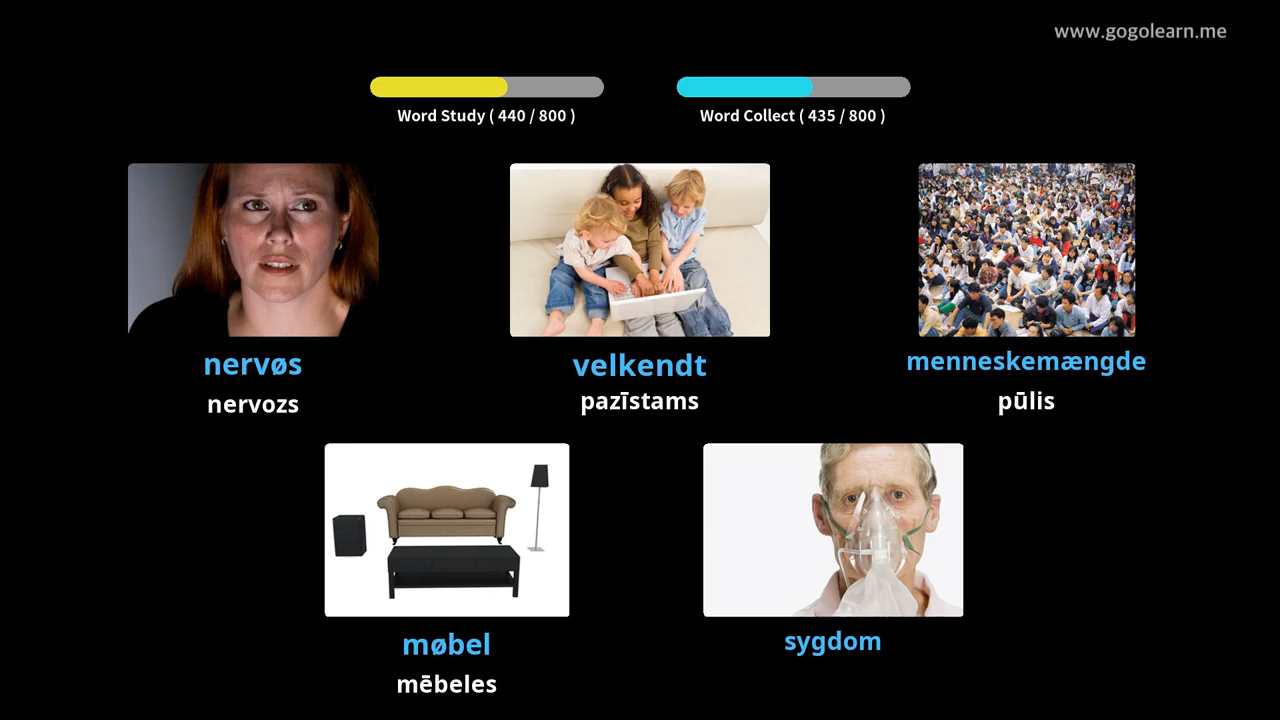 www.gogolearn.me
Word Study ( 440 / 800 )
Word Collect ( 435 / 800 )
nervøs
nervozs
velkendt
pazīstams
menneskemængde
pūlis
møbel
mēbeles
sygdom